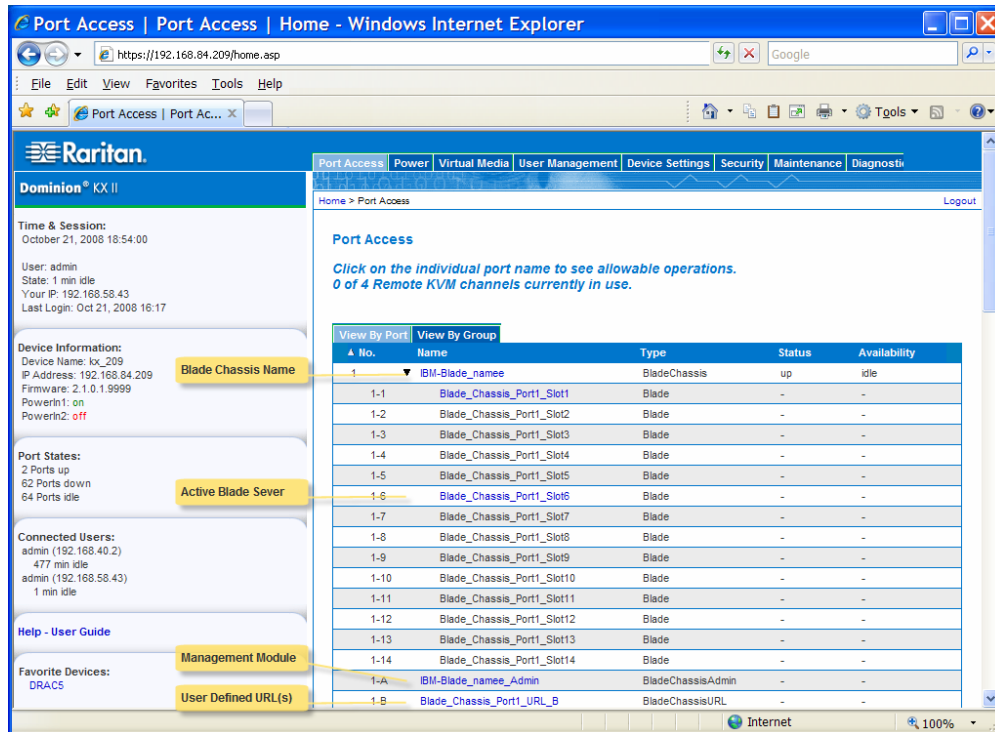 Port Access | Port Access | Home - Windows Internet Explorer
https://192.168.84.209/home.asp
Google
File Edit View Favorites Tools Help
Port Access | Port Ac... x
Tools
Raritan.
Port Access Power Virtual Media User Management Device Settings Security Maintenance Diagnosti
Dominion® KX II
Home > Port Access Logout
Time & Session:
October 21, 2008 18:54:00
User: admin
State: 1 min idle
Your IP: 192.168.58.43
Last Login: Oct 21, 2008 16:17
Device Information:
Device Name: kx_209
IP Address: 192.168.84.209
Firmware: 2.1.0.1.9999
PowerIn1: on
PowerIn2: off
Port States:
2 Ports up
62 Ports down
64 Ports idle
Connected Users:
admin (192.168.40.2)
477 min idle
admin (192.168.58.43)
1 min idle
Help - User Guide
Favorite Devices:
DRAC5
Blade Chassis Name
Active Blade Sever
Management Module
User Defined URL(s)
Port Access
Click on the individual port name to see allowable operations.
0 of 4 Remote KVM channels currently in use.
View By Port View By Group
▲ No. Name Type Status Availability
1 ▼ IBM-Blade_namee BladeChassis up idle
1-1 Blade_Chassis_Port1_Slot1 Blade - -
1-2 Blade_Chassis_Port1_Slot2 Blade - -
1-3 Blade_Chassis_Port1_Slot3 Blade - -
1-4 Blade_Chassis_Port1_Slot4 Blade - -
1-5 Blade_Chassis_Port1_Slot5 Blade - -
1-6 Blade_Chassis_Port1_Slot6 Blade - -
1-7 Blade_Chassis_Port1_Slot7 Blade - -
1-8 Blade_Chassis_Port1_Slot8 Blade - -
1-9 Blade_Chassis_Port1_Slot9 Blade - -
1-10 Blade_Chassis_Port1_Slot10 Blade - -
1-11 Blade_Chassis_Port1_Slot11 Blade - -
1-12 Blade_Chassis_Port1_Slot12 Blade - -
1-13 Blade_Chassis_Port1_Slot13 Blade - -
1-14 Blade_Chassis_Port1_Slot14 Blade - -
1-A IBM-Blade_namee_Admin BladeChassisAdmin - -
1-B Blade_Chassis_Port1_URL_B BladeChassisURL - -
Internet 100%